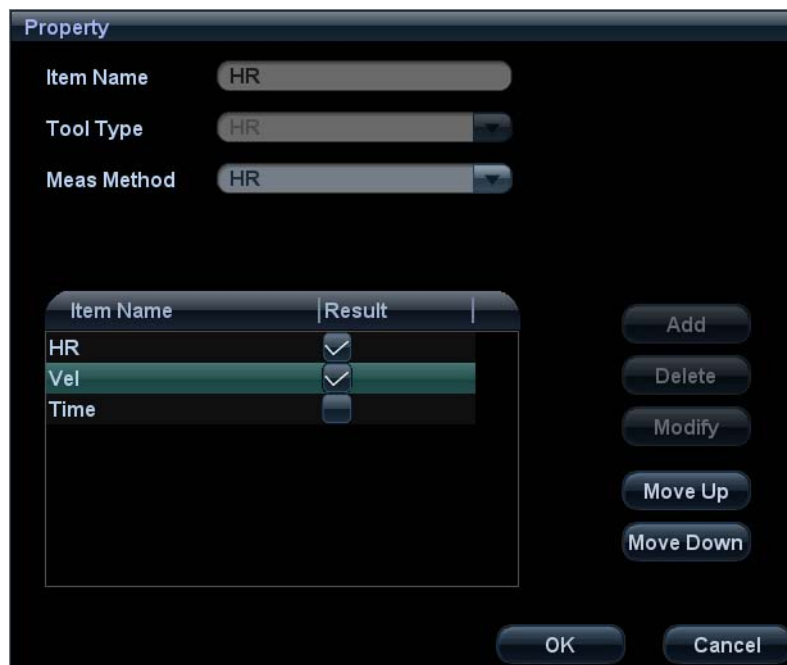 Property
Item Name HR
Tool Type HR
Meas Method HR
Item Name Result
HR
Vel
Time
Add
Delete
Modify
Move Up
Move Down
OK Cancel